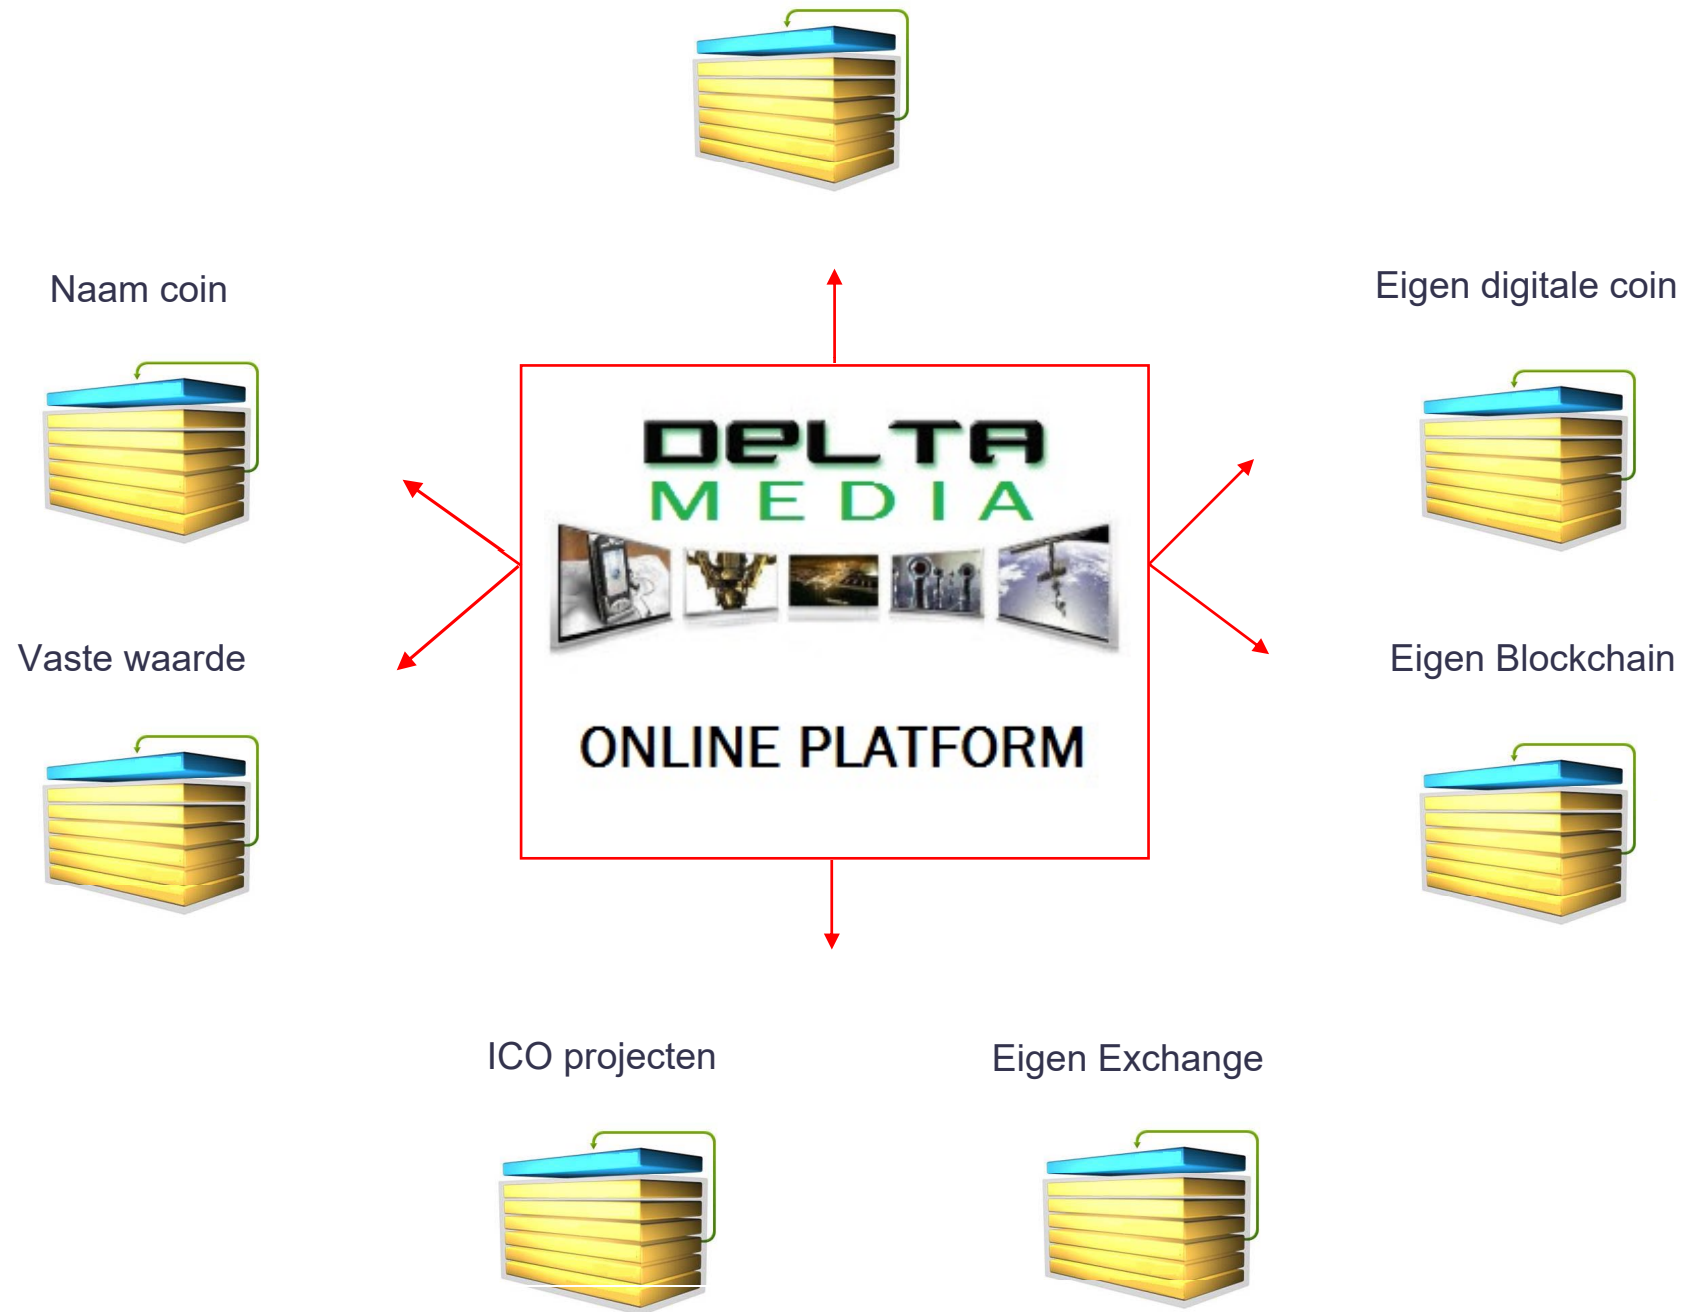 Naam coin
Eigen digitale coin
DELTA
MEDIA
Vaste waarde
Eigen Blockchain
ONLINE PLATFORM
ICO projecten
Eigen Exchange